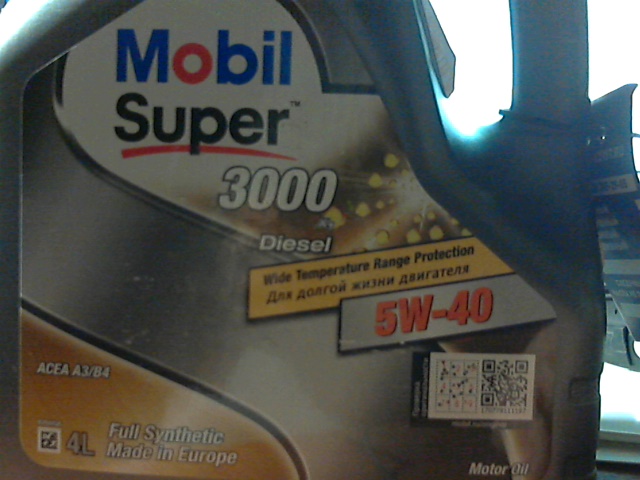 Mobil
Super™
3000
Diesel
Wide Temperature Range Protection
Для долгой жизни двигателя
5W-40
ACEA A3/B4
4L
Full Synthetic
Made in Europe
Motor Oil